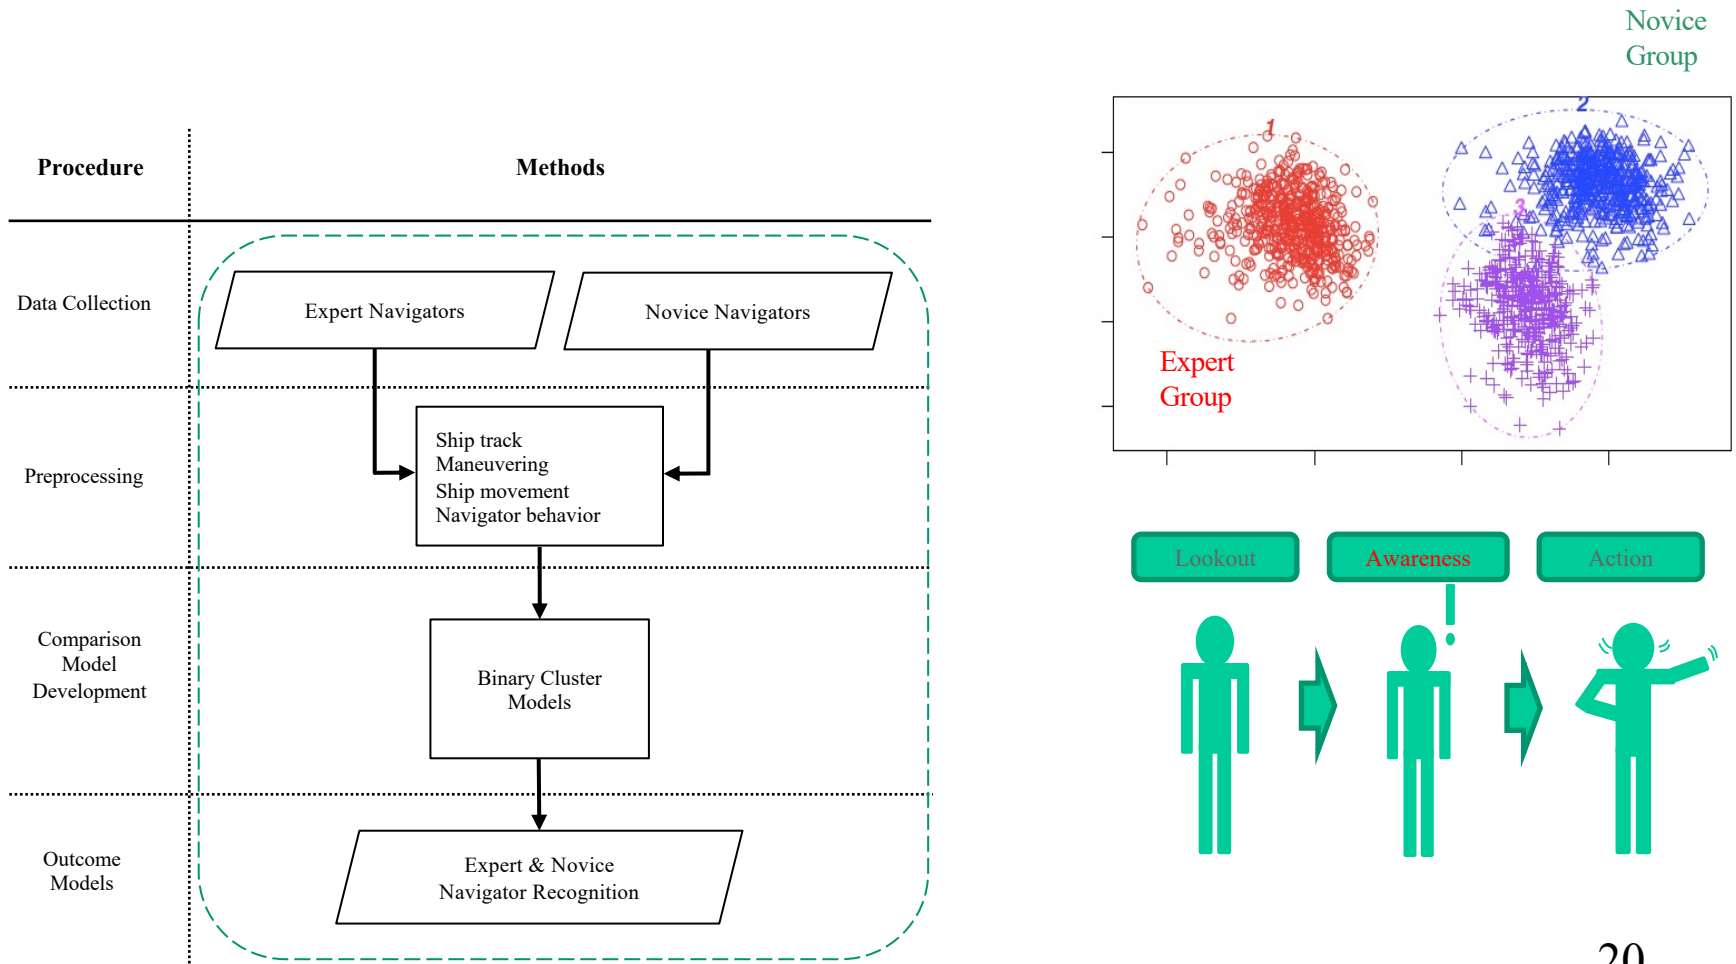 Procedure
Methods
Data Collection
Expert Navigators
Novice Navigators
Preprocessing
Ship track
Maneuvering
Ship movement
Navigator behavior
Comparison
Model
Development
Binary Cluster
Models
Outcome
Models
Expert & Novice
Navigator Recognition
Novice
Group
1
2
3
Expert
Group
Lookout
Awareness
Action
20